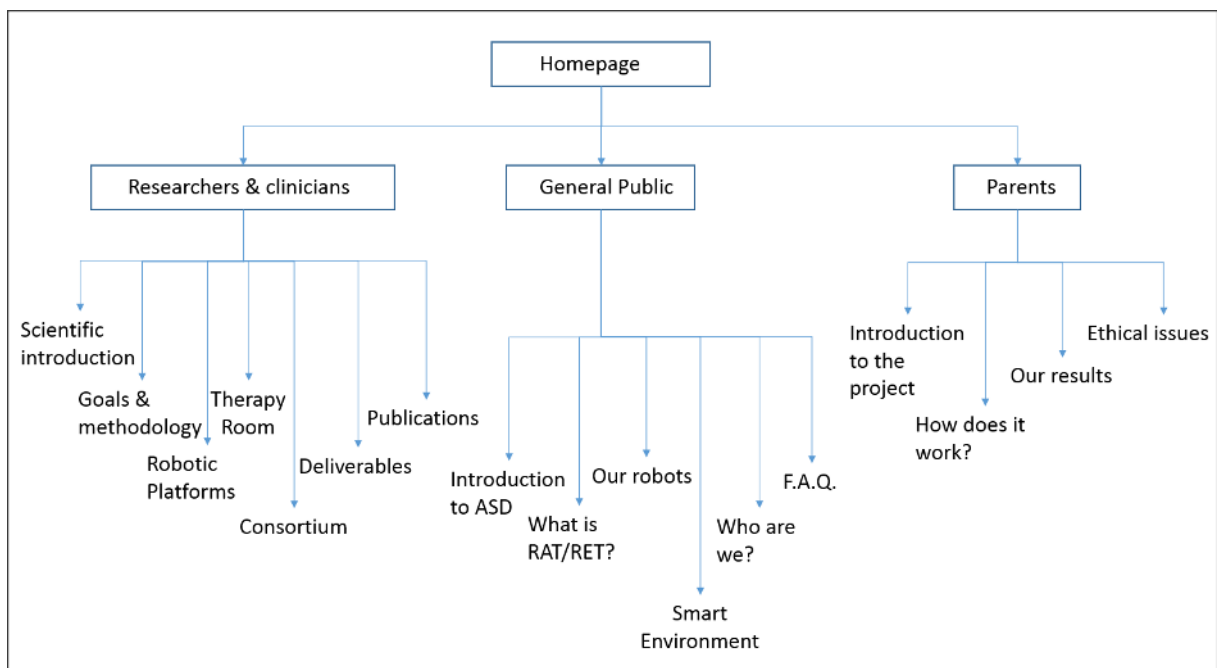 Homepage
Researchers & clinicians
General Public
Parents
Scientific
introduction
Goals &
methodology
Robotic
Platforms
Therapy
Room
Consortium
Deliverables
Publications
Introduction
to ASD
What is
RAT/RET?
Our robots
Smart
Environment
Who are
we?
F.A.Q.
Introduction
to the
project
How does it
work?
Our results
Ethical issues